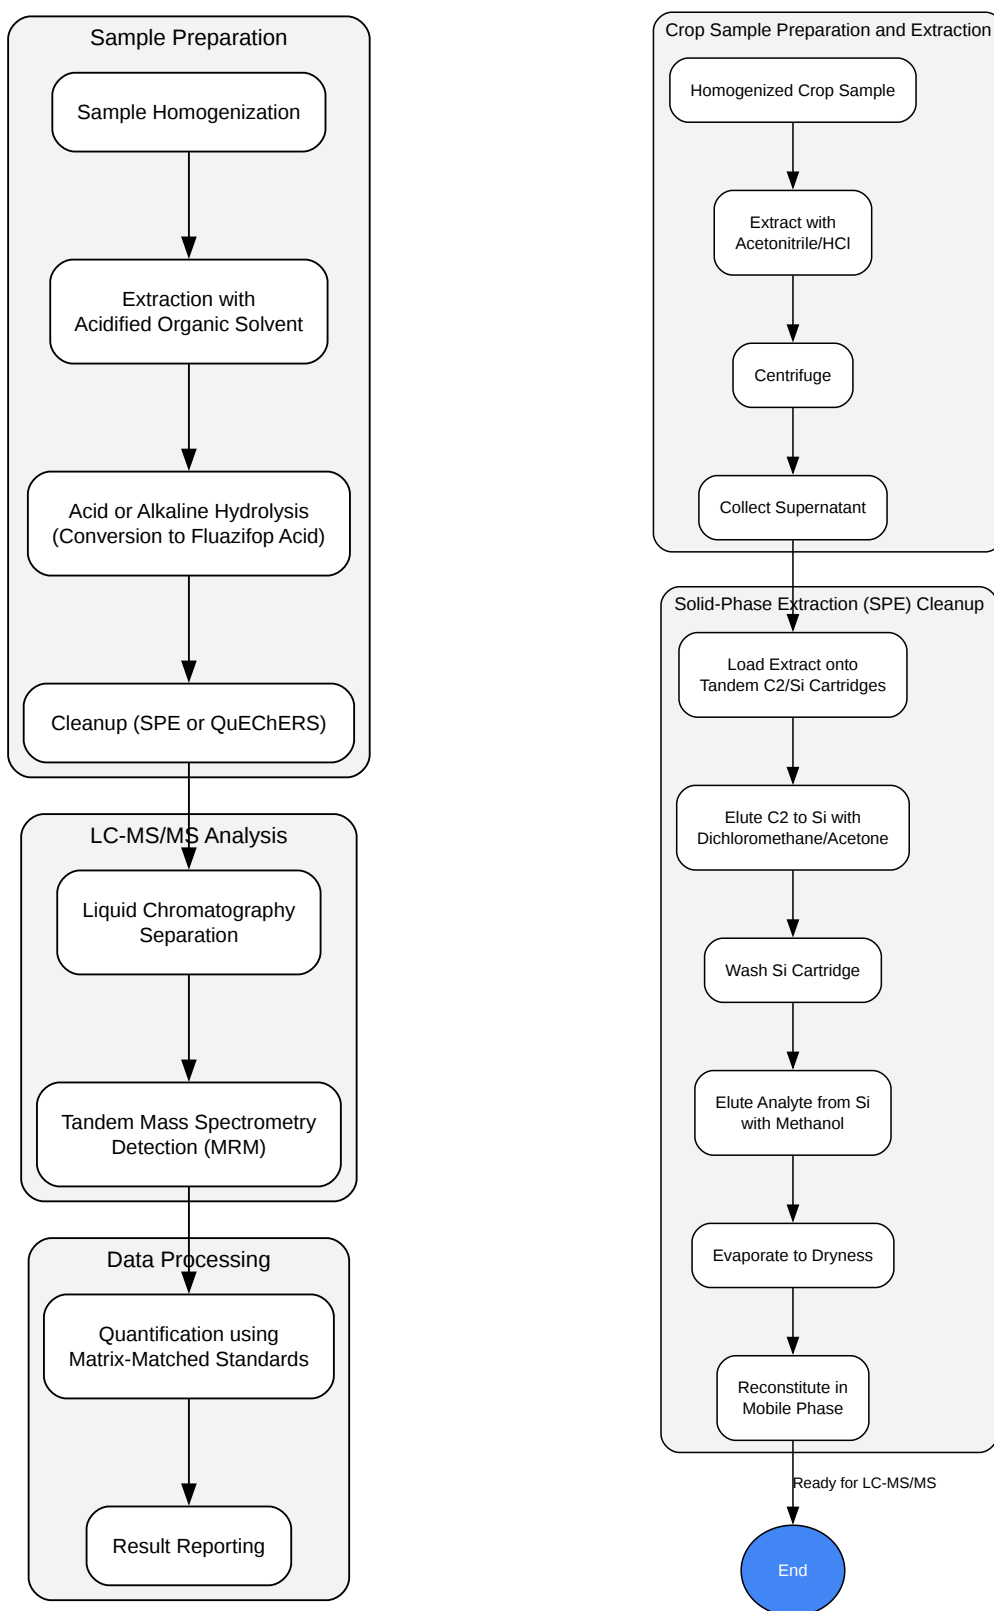 Sample Preparation
Sample Homogenization
Extraction with
Acidified Organic Solvent
Acid or Alkaline Hydrolysis
(Conversion to Fluazifop Acid)
Cleanup (SPE or QuEChERS)
LC-MS/MS Analysis
Liquid Chromatography
Separation
Tandem Mass Spectrometry
Detection (MRM)
Data Processing
Quantification using
Matrix-Matched Standards
Result Reporting
Crop Sample Preparation and Extraction
Homogenized Crop Sample
Extract with
Acetonitrile/HCl
Centrifuge
Collect Supernatant
Solid-Phase Extraction (SPE) Cleanup
Load Extract onto
Tandem C2/Si Cartridges
Elute C2 to Si with
Dichloromethane/Acetone
Wash Si Cartridge
Elute Analyte from Si
with Methanol
Evaporate to Dryness
Reconstitute in
Mobile Phase
Ready for LC-MS/MS
End